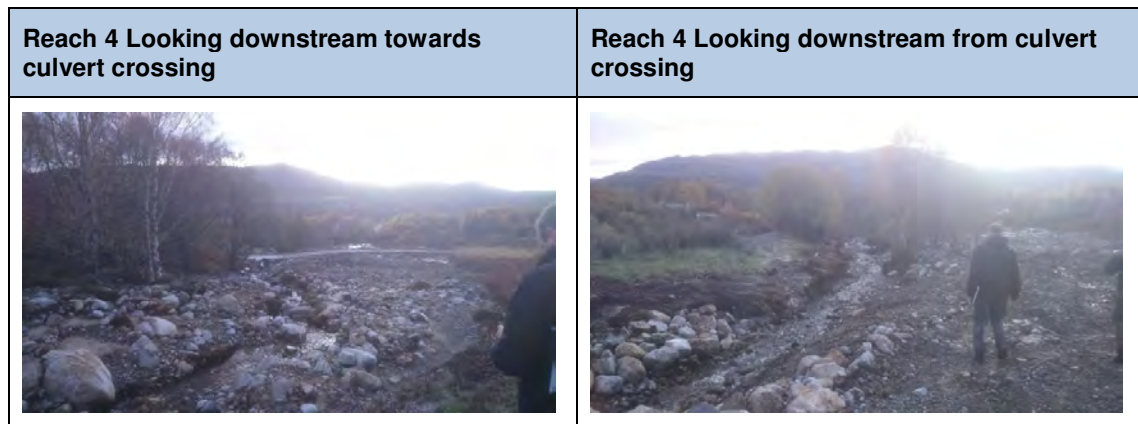 Reach 4 Looking downstream towards
culvert crossing
Reach 4 Looking downstream from culvert
crossing